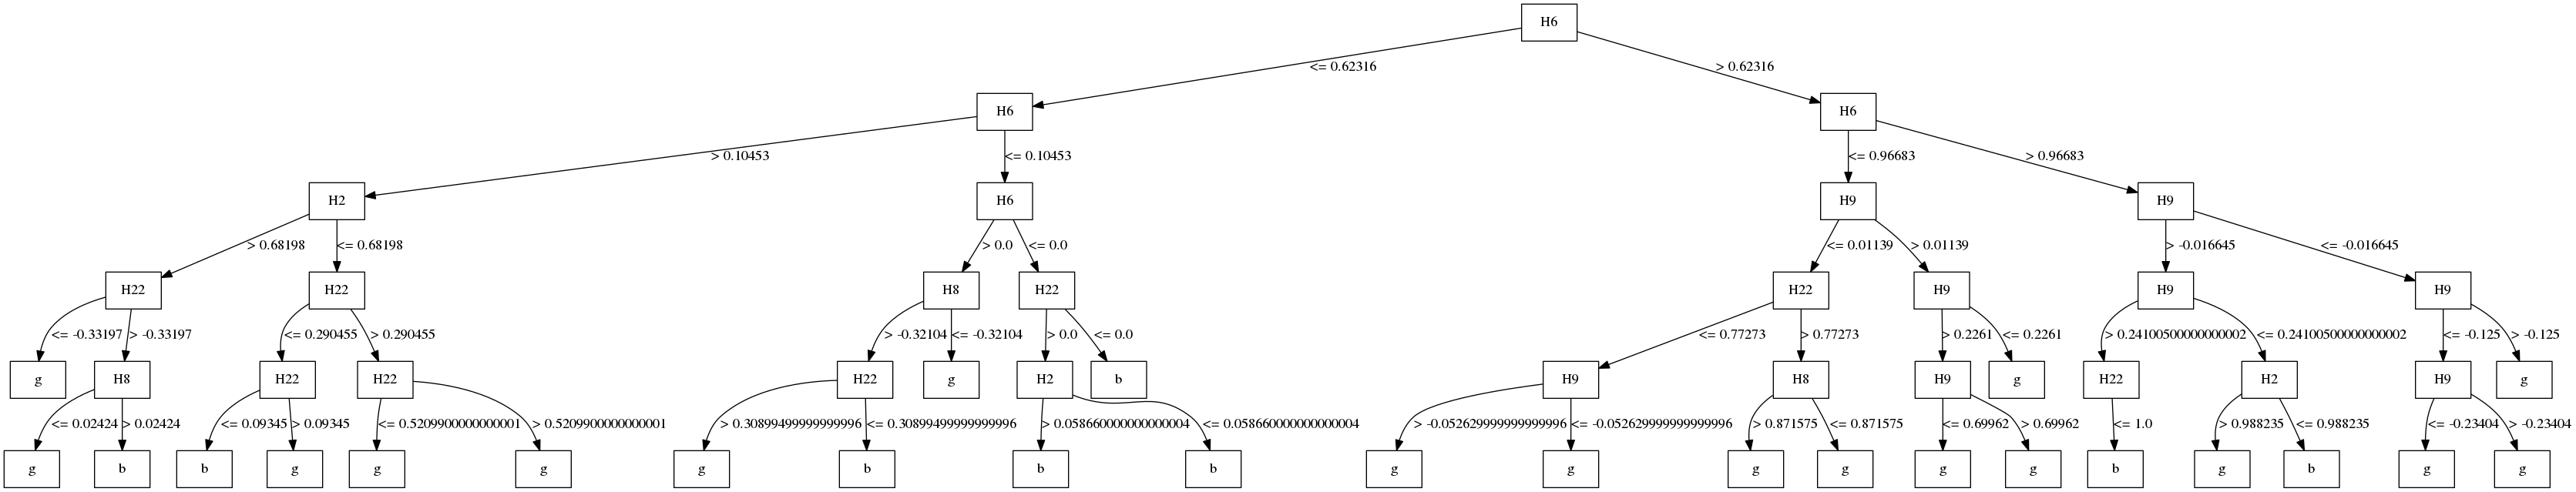 H6
<= 0.62316
> 0.62316
H6
H6
> 0.10453
<= 0.10453
<= 0.96683
> 0.96683
H2
H6
H9
H9
> 0.68198
<= 0.68198
> 0.0
<= 0.0
<= 0.01139
> 0.01139
> -0.016645
<= -0.016645
H22
H22
H8
H22
H22
H9
H9
H9
<= -0.33197
> -0.33197
<= 0.290455
> 0.290455
> -0.32104
<= -0.32104
> 0.0
<= 0.0
<= 0.77273
> 0.77273
> 0.2261
<= 0.2261
> 0.24100500000000002
<= 0.24100500000000002
<= -0.125
> -0.125
g
H8
H22
H22
H22
g
H2
b
H9
H8
H9
g
H22
H2
H9
g
<= 0.02424
> 0.02424
<= 0.09345
> 0.09345
<= 0.5209900000000001
> 0.5209900000000001
> 0.30899499999999996
<= 0.30899499999999996
> 0.058660000000000004
<= 0.058660000000000004
> -0.052629999999999996
<= -0.052629999999999996
> 0.871575
<= 0.871575
<= 0.69962
> 0.69962
<= 1.0
> 0.988235
<= 0.988235
<= -0.23404
> -0.23404
g
b
b
g
g
g
g
b
b
b
g
g
g
g
g
g
b
g
b
g
g